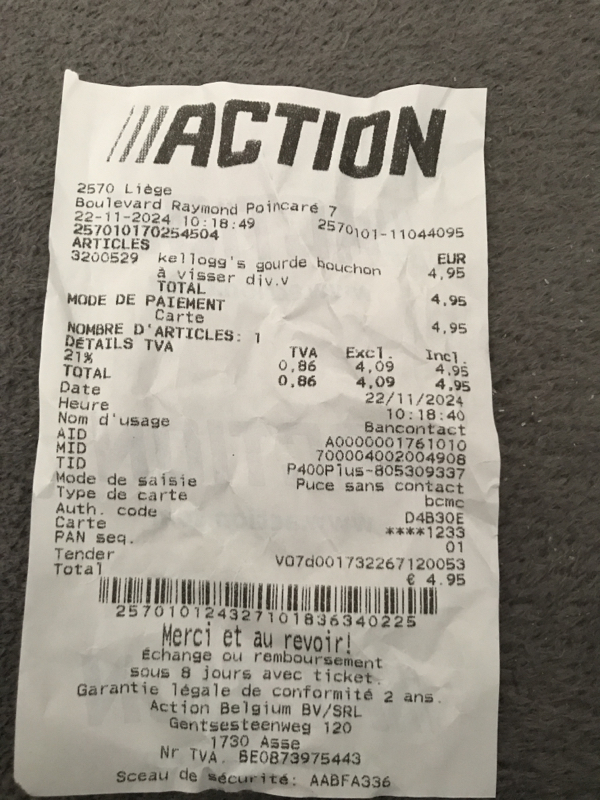 ACTION
2570 Liège
Boulevard Raymond Poincaré 7
22-11-2024 10:18:49 2570101-11044095
257010170254504
ARTICLES EUR
3200529 kellogg's gourde bouchon 4,95
à visser div.v
TOTAL 4,95
MODE DE PAIEMENT
Carte 4,95
NOMBRE D'ARTICLES: 1
DÉTAILS TVA TVA Excl. Incl.
21% 0,86 4,09 4,95
TOTAL 0,86 4,09 4,95
Date 22/11/2024
Heure 10:18:40
Nom d'usage Bancontact
AID A0000001761010
MID 700004002004908
TID P400Plus-805309337
Mode de saisie Puce sans contact
Type de carte bcmc
Auth. code D4B30E
Carte ****1233
PAN seq. 01
Tender VQ7d001732267120053
Total € 4.95
2570101243271018363402​25
Merci et au revoir!
Échange ou remboursement
sous 8 jours avec ticket.
Garantie légale de conformité 2 ans.
Action Belgium BV/SRL
Gentsesteenweg 120
1730 Asse
Nr TVA. BE0873975443
Sceau de sécurité: AABFA336